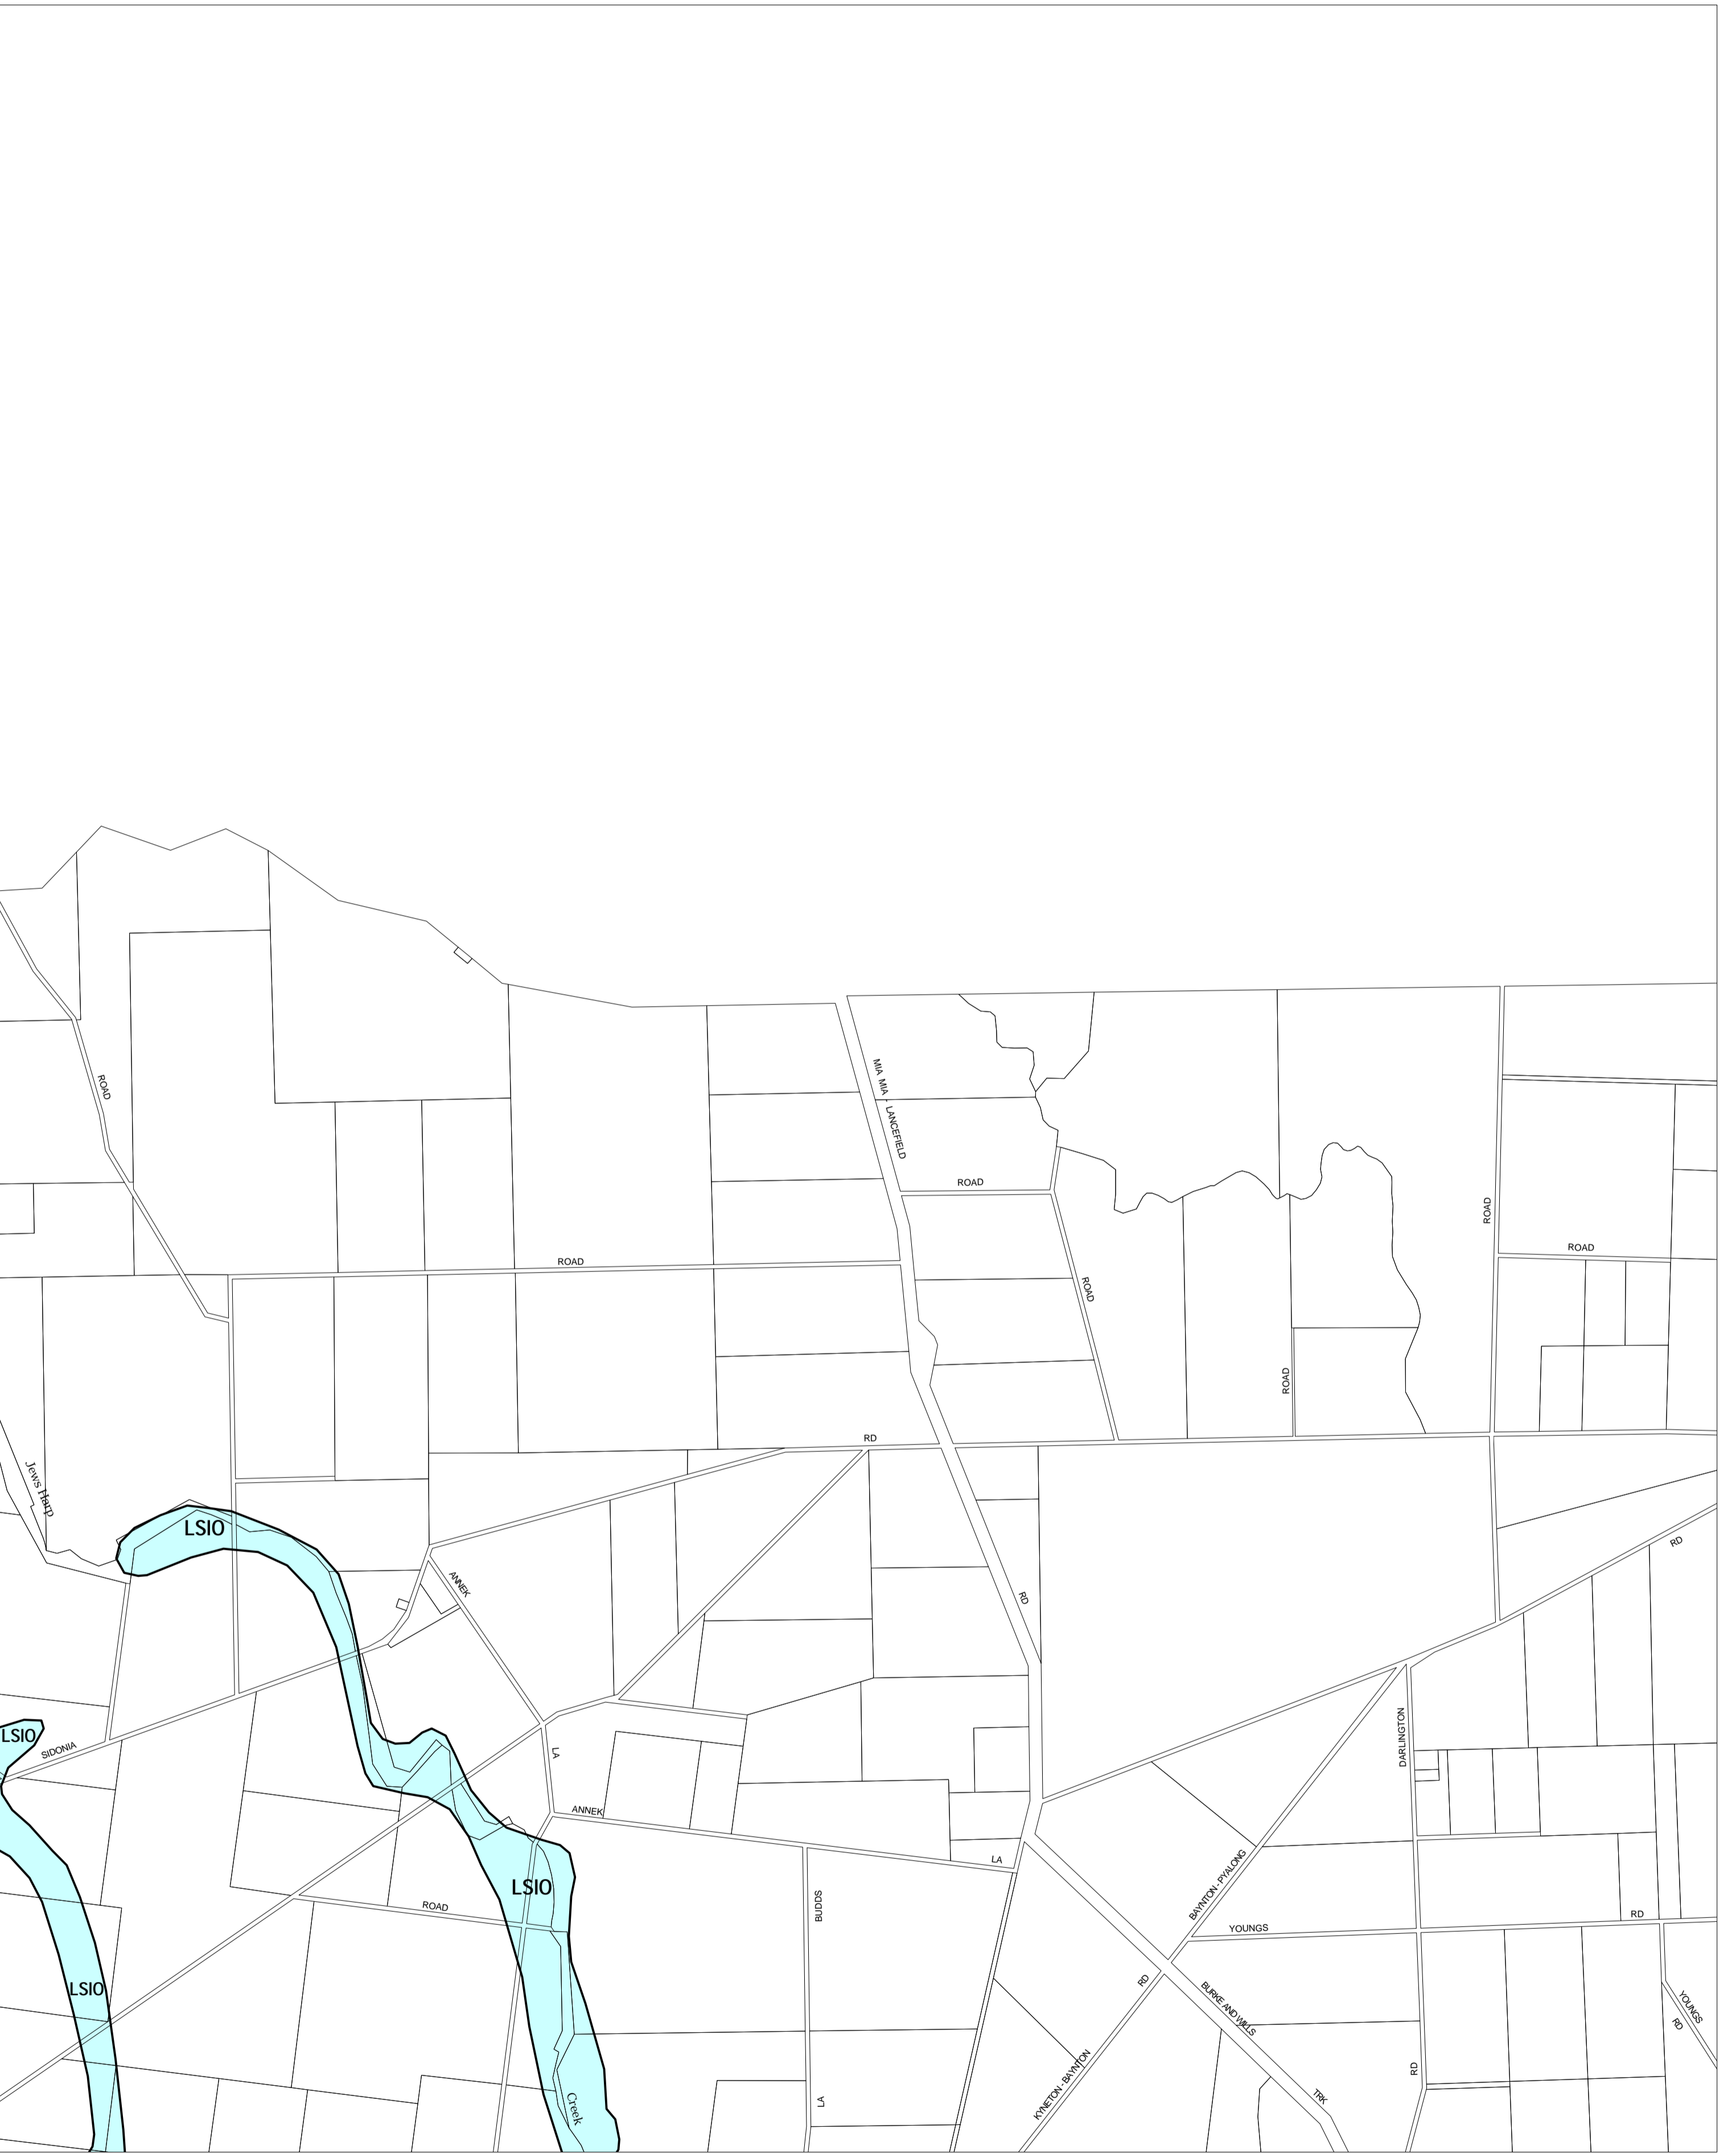 ROAD
MIA MIA - LANCEFIELD
ROAD
ROAD
ROAD
ROAD
ROAD
ROAD
RD
Jews Harp
LSIO
ANNEK
RD
RD
LSIO
SIDONIA
LA
DARLINGTON
ANNEK
LA
LSIO
ROAD
BUDDS
BAYNTON - PYALONG
YOUNGS
RD
LSIO
RD
BURKE AND WILLS
YOUNGS
RD
KYNETON - BAYNTON
RD
Creek
LA
TRK